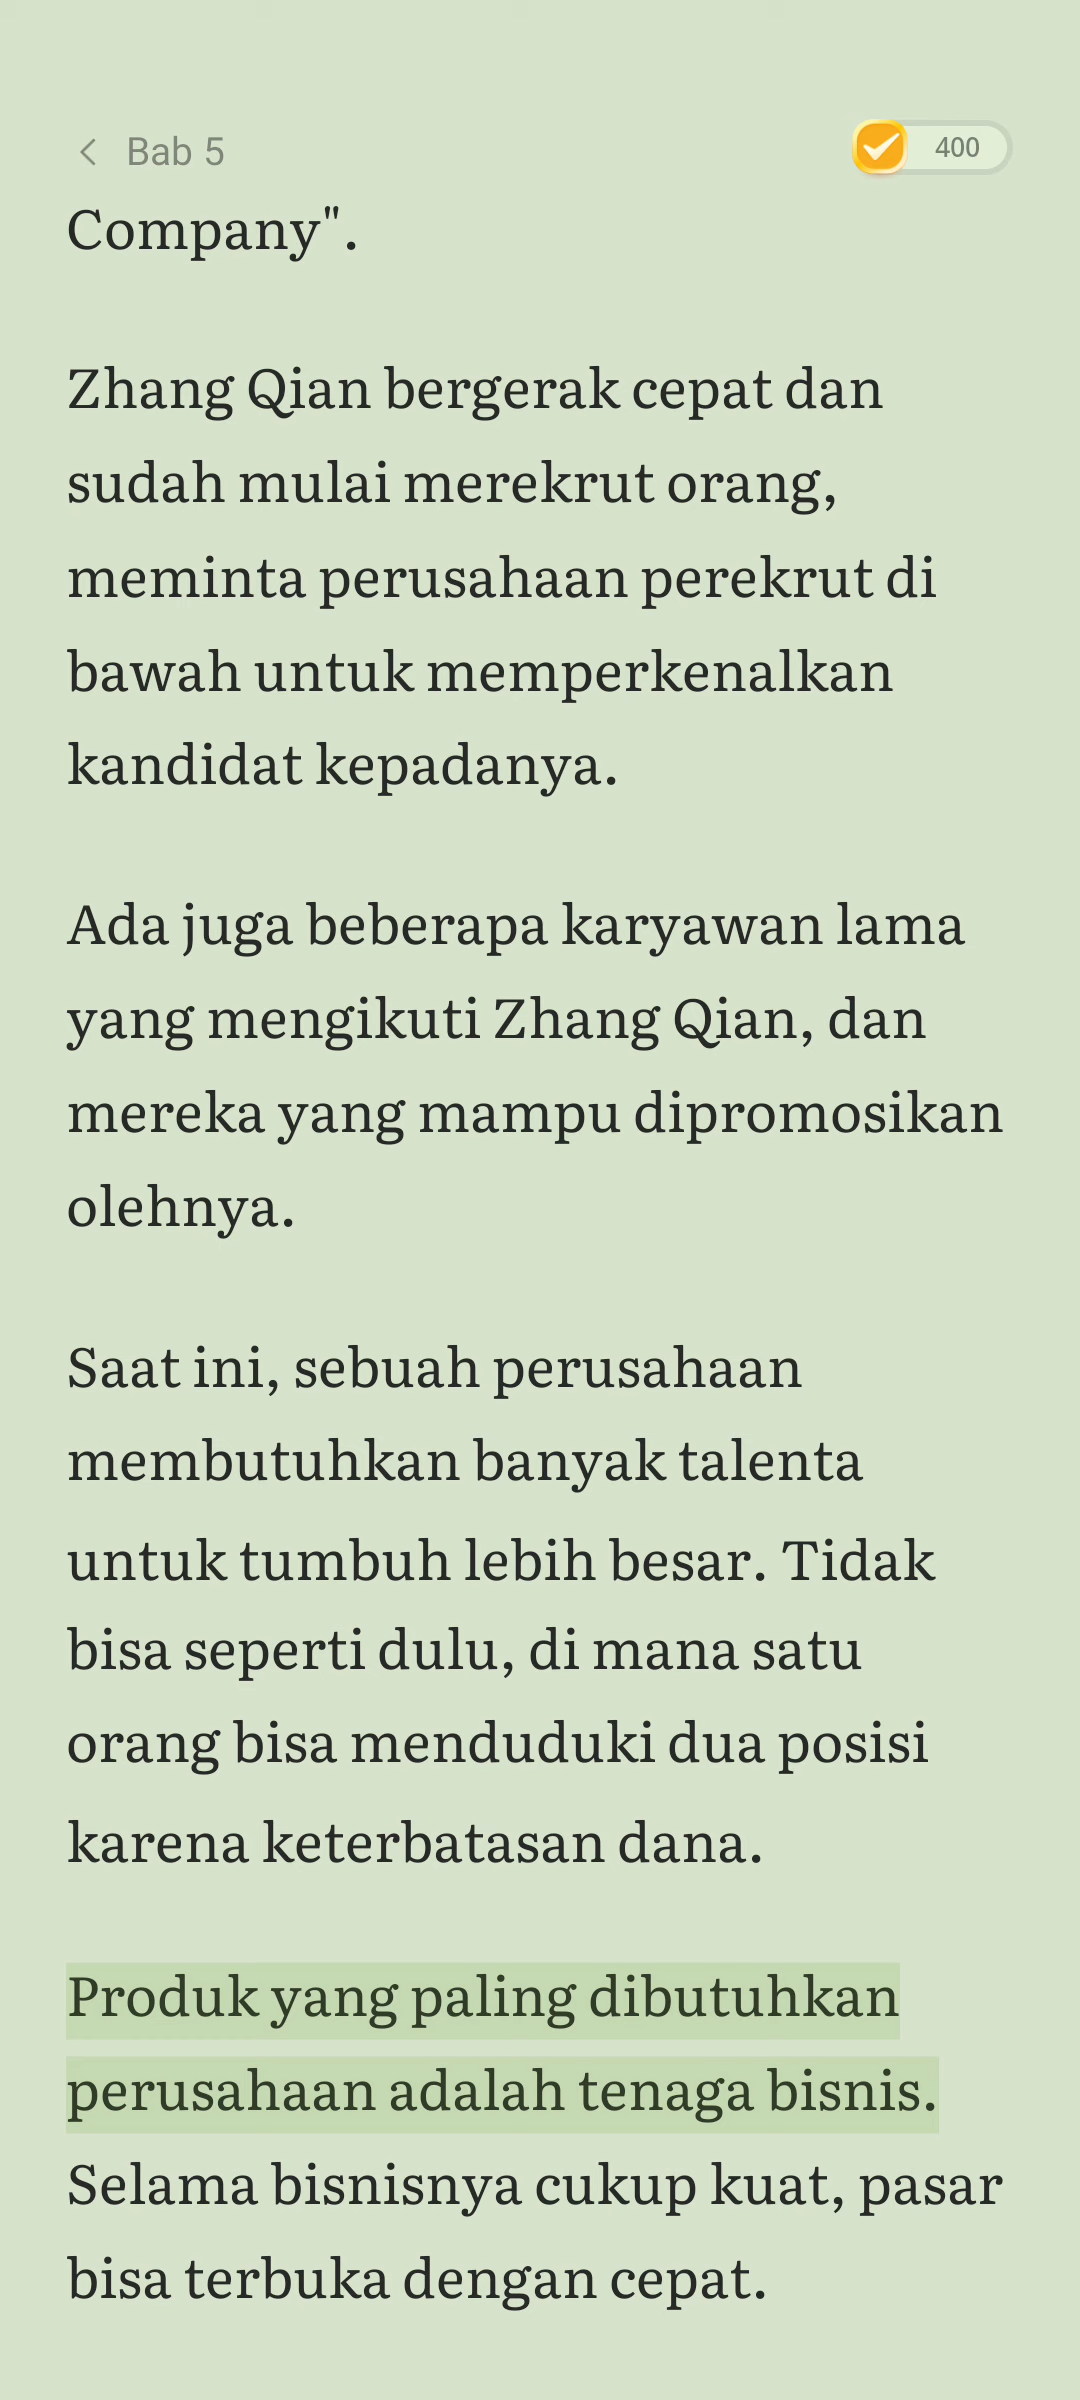 Bab 5
400
Company".
Zhang Qian bergerak cepat dan
sudah mulai merekrut orang,
meminta perusahaan perekrut di
bawah untuk memperkenalkan
kandidat kepadanya.
Ada juga beberapa karyawan lama
yang mengikuti Zhang Qian, dan
mereka yang mampu dipromosikan
olehnya.
Saat ini, sebuah perusahaan
membutuhkan banyak talenta
untuk tumbuh lebih besar. Tidak
bisa seperti dulu, di mana satu
orang bisa menduduki dua posisi
karena keterbatasan dana.
Produk yang paling dibutuhkan
perusahaan adalah tenaga bisnis.
Selama bisnisnya cukup kuat, pasar
bisa terbuka dengan cepat.